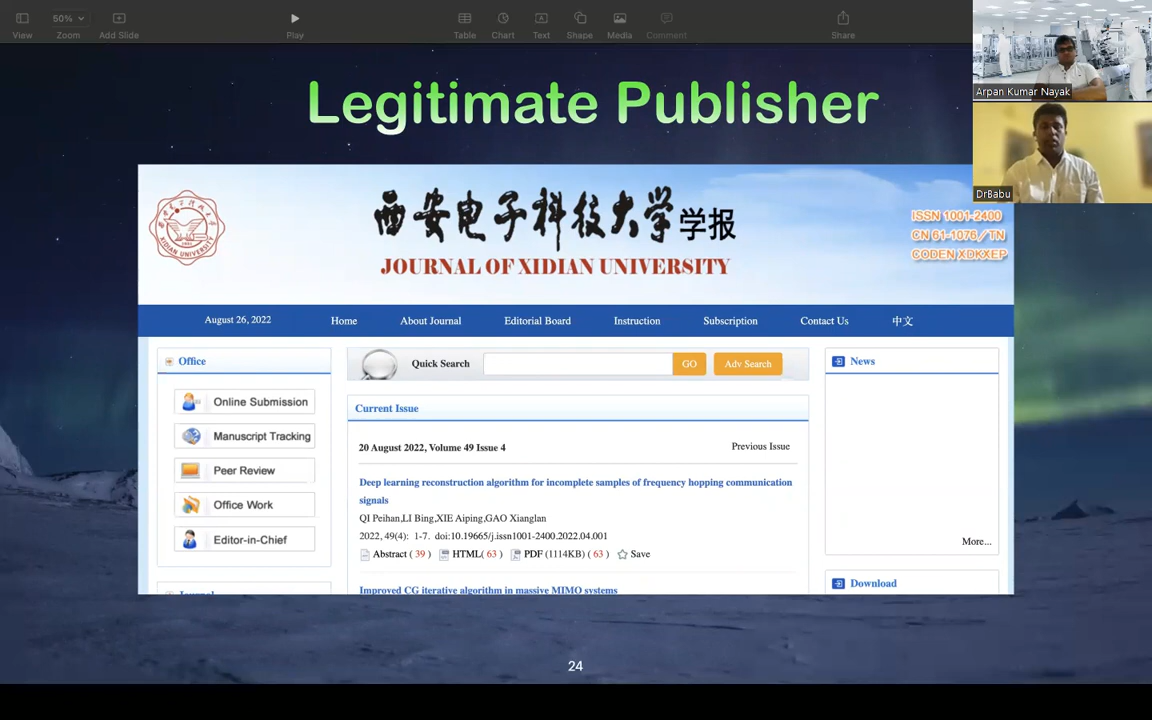 50%
View
Zoom
Add Slide
Play
Table
Chart
Text
Shape
Media
Comment
Share
Arpan Kumar Nayak
DrBabu
Legitimate Publisher
西安电子科技大学学报
JOURNAL OF XIDIAN UNIVERSITY
XIDIAN UNIVERSITY
ISSN 1001-2400
CN 61-1076/TN
CODEN XDKXEP
August 26, 2022 Home About Journal Editorial Board Instruction Subscription Contact Us 中文
Office
Online Submission
Manuscript Tracking
Peer Review
Office Work
Editor-in-Chief
Journal
Quick Search GO Adv Search
Current Issue
20 August 2022, Volume 49 Issue 4 Previous Issue
Deep learning reconstruction algorithm for incomplete samples of frequency hopping communication
signals
QI Peihan,LI Bing,XIE Aiping,GAO Xianglan
2022, 49(4): 1-7. doi:10.19665/j.issn1001-2400.2022.04.001
Abstract ( 39 ) HTML( 63 ) PDF (1114KB) ( 63 ) Save
Improved CG iterative algorithm in massive MIMO systems
News
More...
Download
24